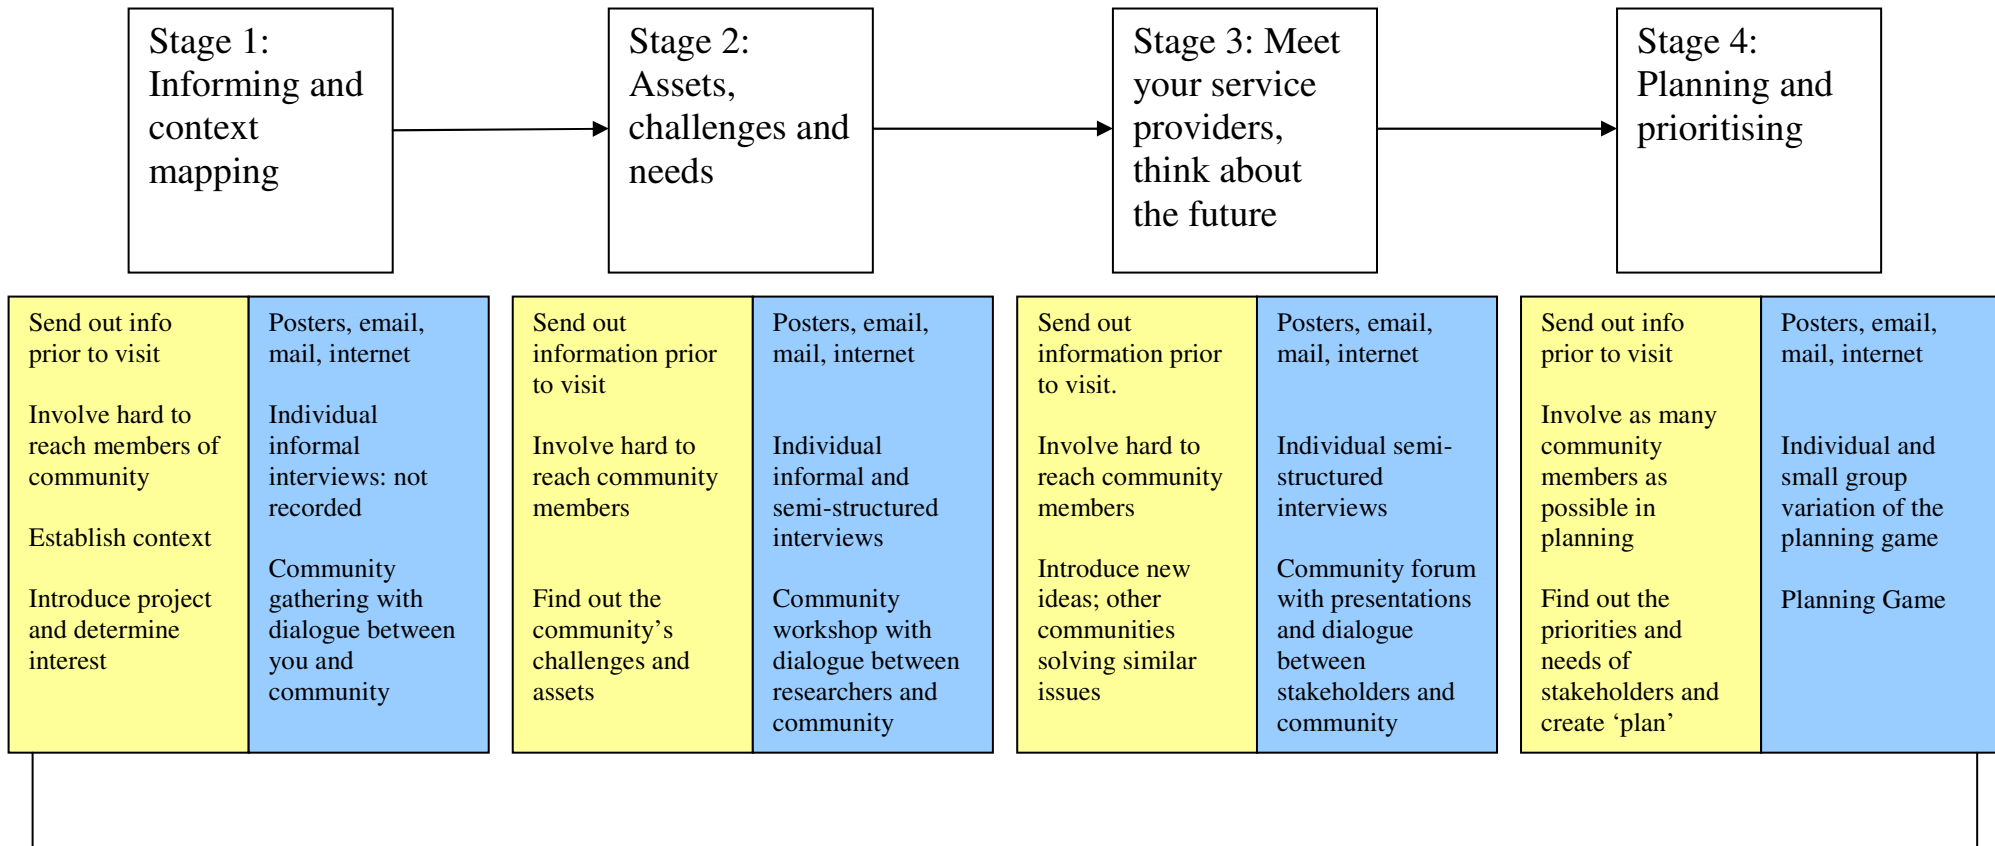 Stage 1:
Informing and
context
mapping
Stage 2:
Assets,
challenges and
needs
Stage 3: Meet
your service
providers,
think about
the future
Stage 4:
Planning and
prioritising
Send out info
prior to visit
Involve hard to
reach members of
community
Establish context
Introduce project
and determine
interest
Posters, email,
mail, internet
Individual
informal
interviews: not
recorded
Community
gathering with
dialogue between
you and
community
Send out
information prior
to visit
Involve hard to
reach community
members
Find out the
community’s
challenges and
assets
Posters, email,
mail, internet
Individual
informal and
semi-structured
interviews
Community
workshop with
dialogue between
researchers and
community
Send out
information prior
to visit.
Involve hard to
reach community
members
Introduce new
ideas; other
communities
solving similar
issues
Posters, email,
mail, internet
Individual semi-
structured
interviews
Community forum
with presentations
and dialogue
between
stakeholders and
community
Send out info
prior to visit
Involve as many
community
members as
possible in
planning
Find out the
priorities and
needs of
stakeholders and
create ‘plan’
Posters, email,
mail, internet
Individual and
small group
variation of the
planning game
Planning Game